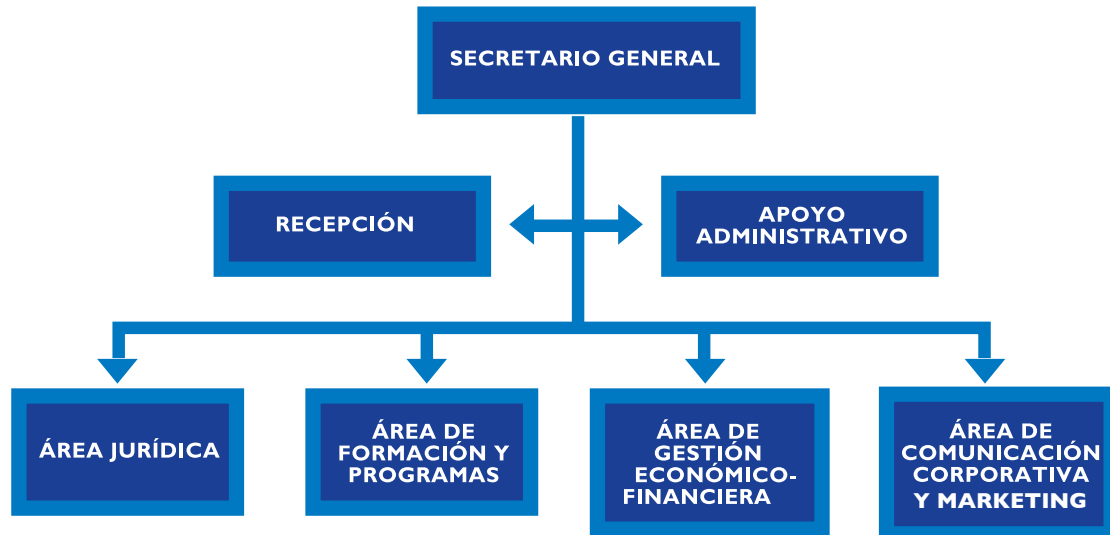 SECRETARIO GENERAL
RECEPCIÓN
APOYO
ADMINISTRATIVO
ÁREA JURÍDICA
ÁREA DE
FORMACIÓN Y
PROGRAMAS
ÁREA DE
GESTIÓN
ECONÓMICO-
FINANCIERA
ÁREA DE
COMUNICACIÓN
CORPORATIVA
Y MARKETING